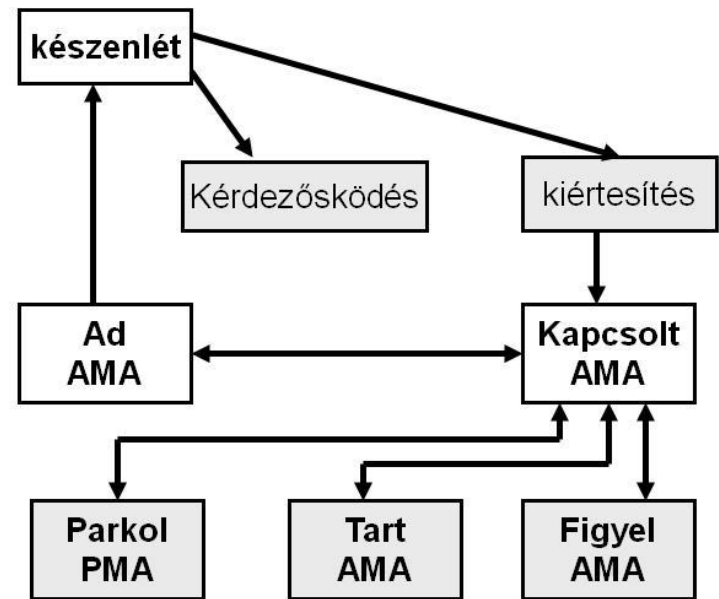 készenlét
Kérdezősködés
kiértesítés
Ad
AMA
Kapcsolt
AMA
Parkol
PMA
Tart
AMA
Figyel
AMA